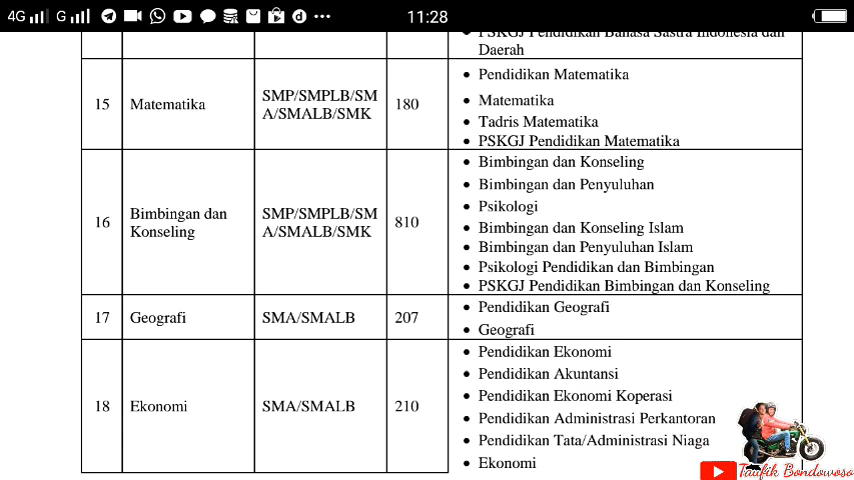 4G G 11:28
PSKGJ Pendidikan Bahasa Sastra Indonesia dan
Daerah
15 Matematika SMP/SMPLB/SM
A/SMALB/SMK 180
• Pendidikan Matematika
• Matematika
• Tadris Matematika
• PSKGJ Pendidikan Matematika
16 Bimbingan dan
Konseling SMP/SMPLB/SM
A/SMALB/SMK 810
• Bimbingan dan Konseling
• Bimbingan dan Penyuluhan
• Psikologi
• Bimbingan dan Konseling Islam
• Bimbingan dan Penyuluhan Islam
• Psikologi Pendidikan dan Bimbingan
• PSKGJ Pendidikan Bimbingan dan Konseling
17 Geografi SMA/SMALB 207
• Pendidikan Geografi
• Geografi
18 Ekonomi SMA/SMALB 210
• Pendidikan Ekonomi
• Pendidikan Akuntansi
• Pendidikan Ekonomi Koperasi
• Pendidikan Administrasi Perkantoran
• Pendidikan Tata/Administrasi Niaga
• Ekonomi
Taufik Bondowoso